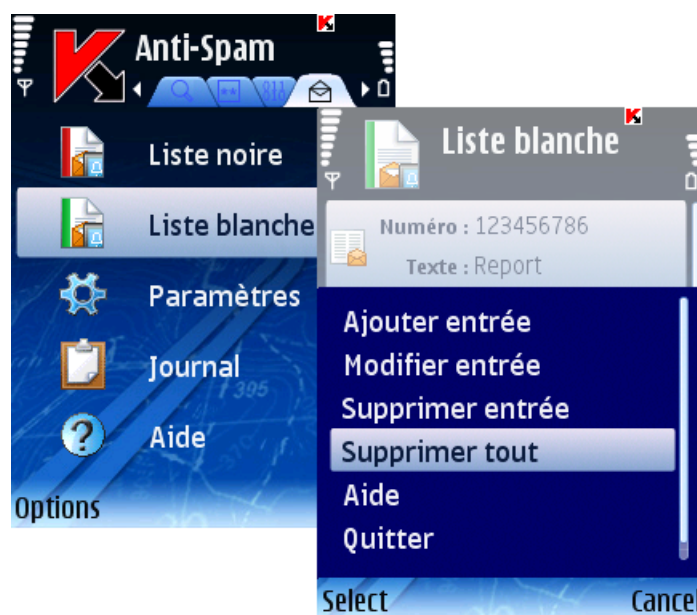 Anti-Spam
Liste noire
Liste blanche
Paramètres
Journal
Aide
Options
Liste blanche
Numéro : 123456786
Texte : Report
Ajouter entrée
Modifier entrée
Supprimer entrée
Supprimer tout
Aide
Quitter
Select
Cancel